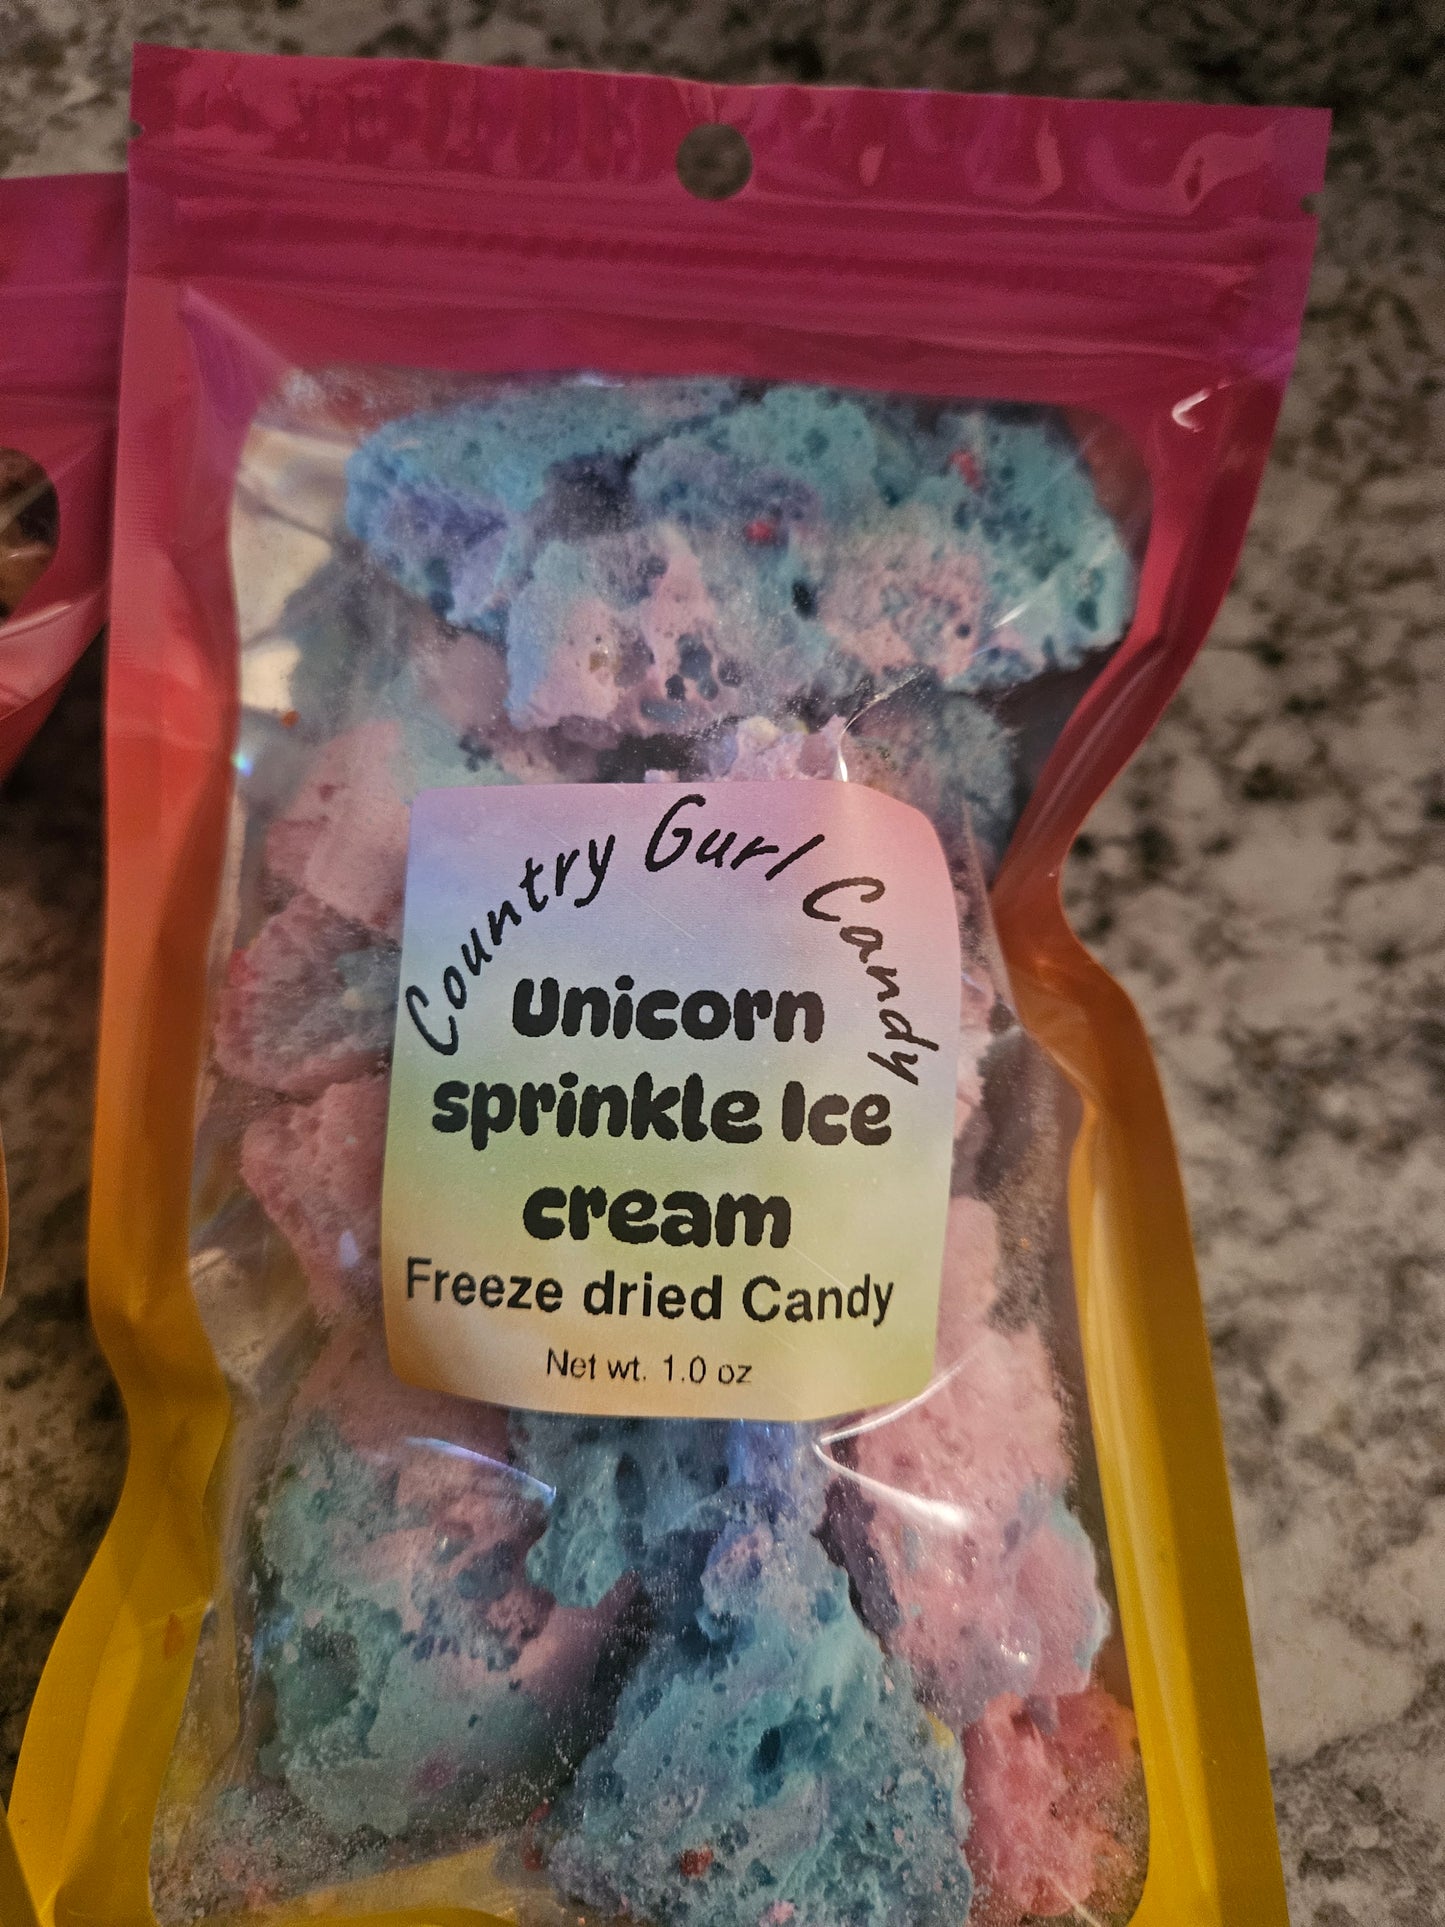 Country Gurl Candy
Unicorn
sprinkle Ice
cream
Freeze dried Candy
Net wt. 1.0 oz